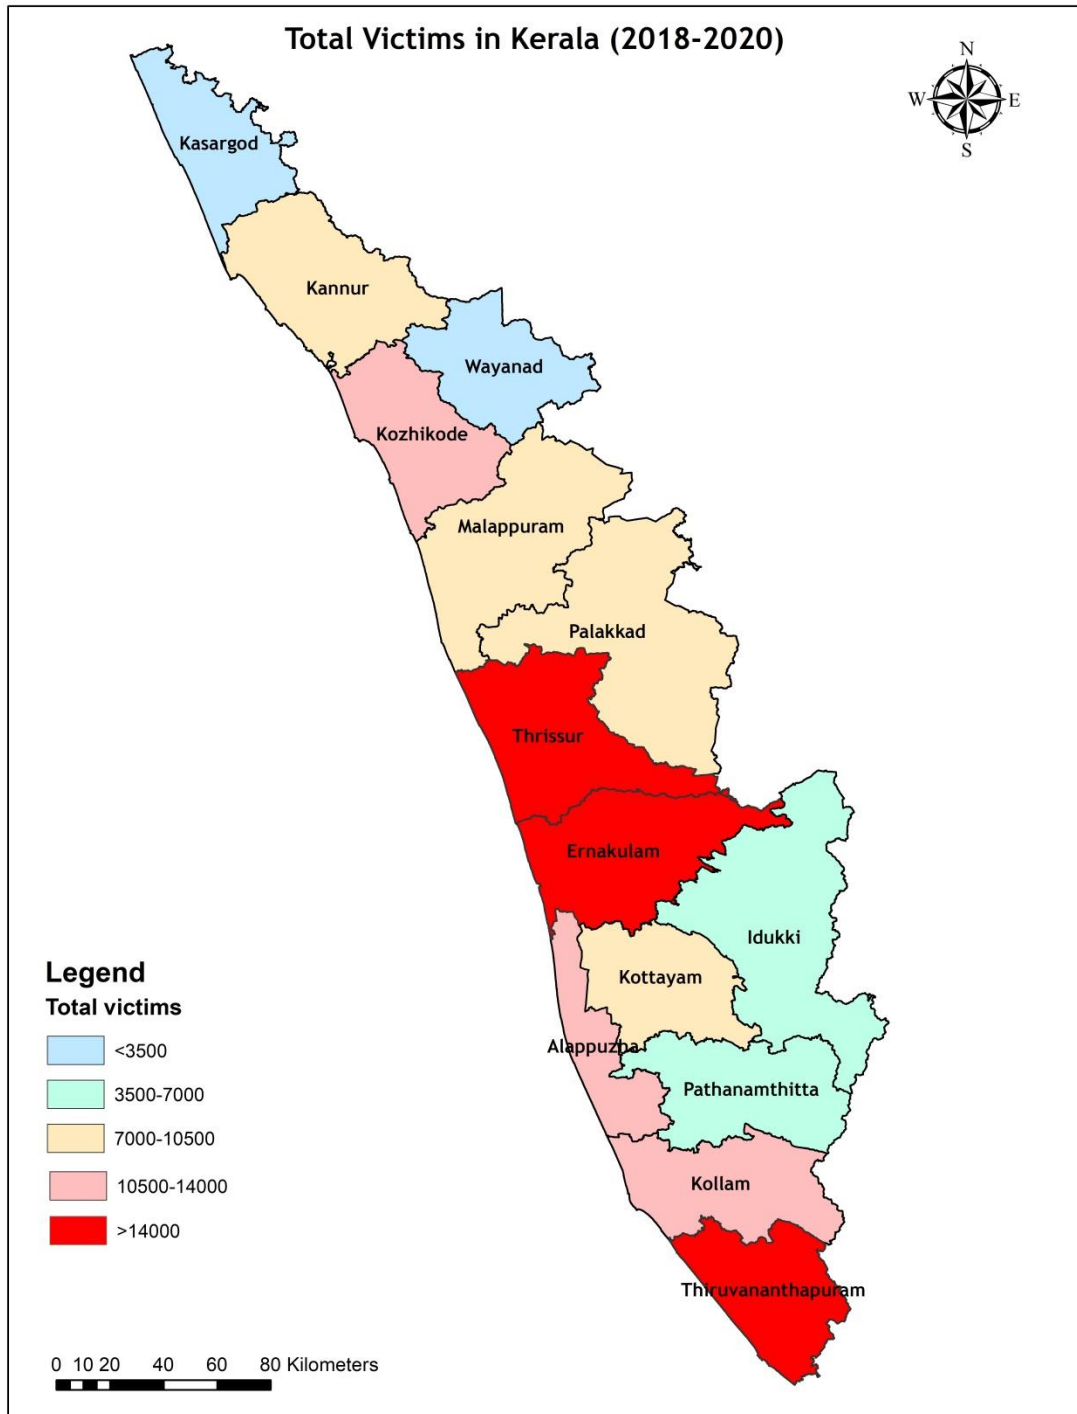 Total Victims in Kerala (2018-2020)
N
W E
S
Kasargod
Kannur
Wayanad
Kozhikode
Malappuram
Palakkad
Thrissur
Ernakulam
Idukki
Kottayam
Alappuzha
Pathanamthitta
Kollam
Thiruvananthapuram
Legend
Total victims
<3500
3500-7000
7000-10500
10500-14000
>14000
0 10 20 40 60 80 Kilometers